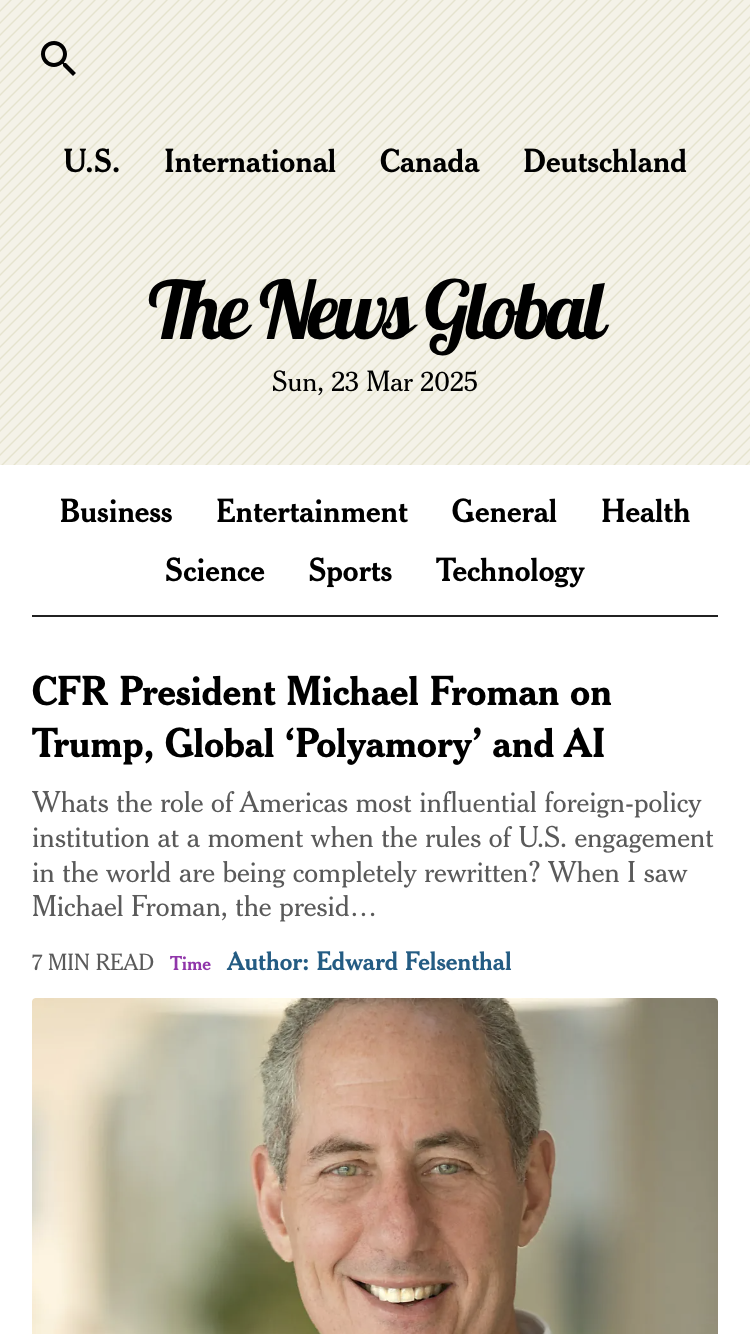 U.S. International Canada Deutschland
The News Global
Sun, 23 Mar 2025
Business Entertainment General Health
Science Sports Technology
CFR President Michael Froman on
Trump, Global ‘Polyamory’ and AI
Whats the role of Americas most influential foreign-policy
institution at a moment when the rules of U.S. engagement
in the world are being completely rewritten? When I saw
Michael Froman, the presid…
7 MIN READ Time Author: Edward Felsenthal